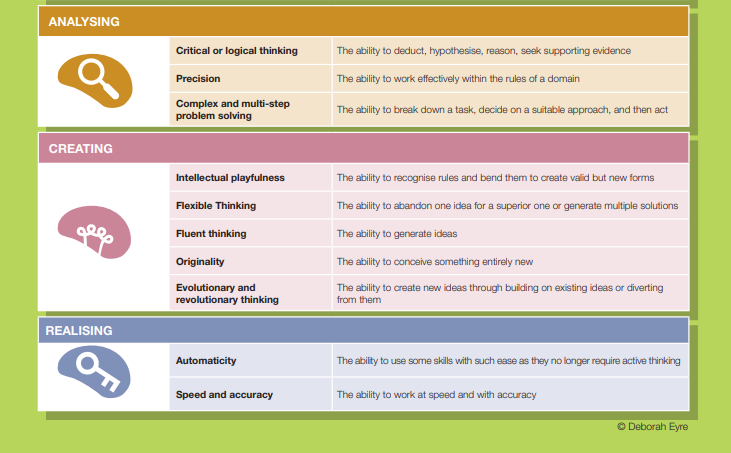 ANALYSING
Critical or logical thinking
The ability to deduct, hypothesise, reason, seek supporting evidence
Precision
The ability to work effectively within the rules of a domain
Complex and multi-step
problem solving
The ability to break down a task, decide on a suitable approach, and then act
CREATING
Intellectual playfulness
The ability to recognise rules and bend them to create valid but new forms
Flexible Thinking
The ability to abandon one idea for a superior one or generate multiple solutions
Fluent thinking
The ability to generate ideas
Originality
The ability to conceive something entirely new
Evolutionary and
revolutionary thinking
The ability to create new ideas through building on existing ideas or diverting
from them
REALISING
Automaticity
The ability to use some skills with such ease as they no longer require active thinking
Speed and accuracy
The ability to work at speed and with accuracy
© Deborah Eyre